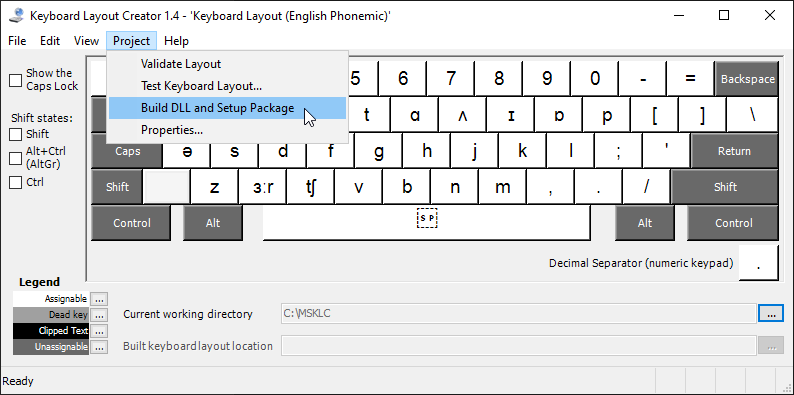 Keyboard Layout Creator 1.4 - 'Keyboard Layout (English Phonemic)'
File Edit View Project Help
Validate Layout
Test Keyboard Layout...
Build DLL and Setup Package
Properties...
Show the
Caps Lock
Shift states:
Shift
Alt+Ctrl
(AltGr)
Ctrl
5 6 7 8 9 0 - = Backspace
t ɑ ʌ ɪ ɒ p [ ] \
Caps ə s d f g h j k l ; ' Return
Shift z ɜːr ʧ v b n m , . / Shift
Control Alt SP Alt Control
Decimal Separator (numeric keypad) .
Legend
Assignable ...
Dead key ...
Clipped Text ...
Unassignable ...
Current working directory C:\MSKLC ...
Built keyboard layout location ...
Ready